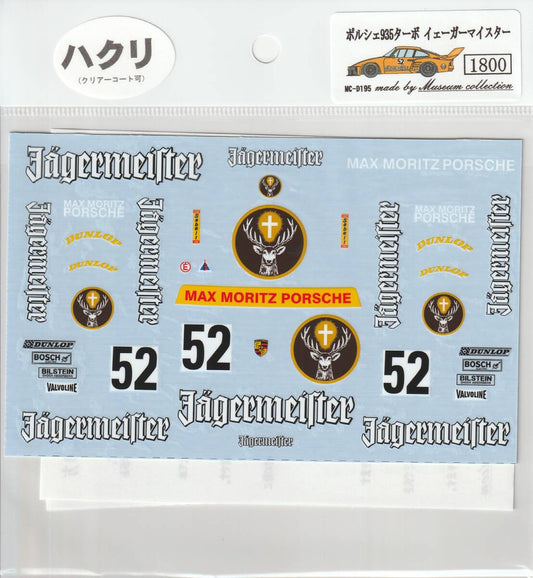 ハクリ
(クリアーコート可)
ポルシェ935ターボ イェーガーマイスター
1800
MC-D195 made by Museum collection
Jägermeister
Jägermeister
MAX MORITZ PORSCHE
MAX MORITZ
PORSCHE
DUNLOP
DUNLOP
Jägermeister
Jägermeister
Jägermeister
Jägermeister
MAX MORITZ
PORSCHE
DUNLOP
DUNLOP
E
MAX MORITZ PORSCHE
52
52
52
DUNLOP
BOSCH
BILSTEIN
VALVOLINE
DUNLOP
BOSCH
BILSTEIN
VALVOLINE
Jägermeister
Jägermeister
Jägermeister
Jägermeister